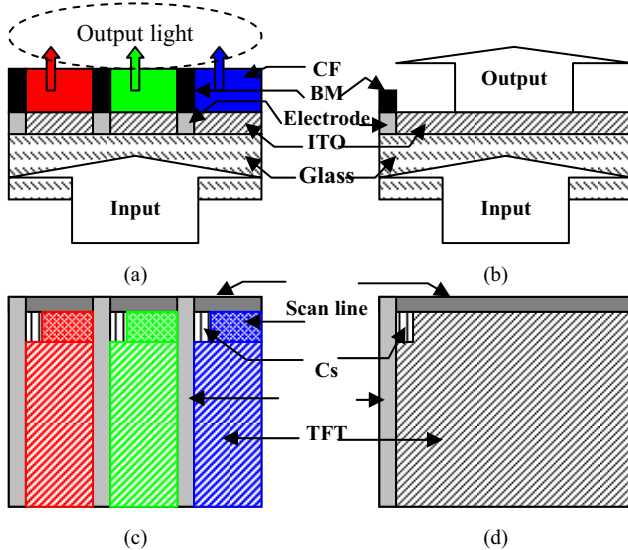 Output light
CF
BM
Electrode
ITO
Glass
Input
(a)
Output
Input
(b)
Scan line
Cs
TFT
(c)
(d)